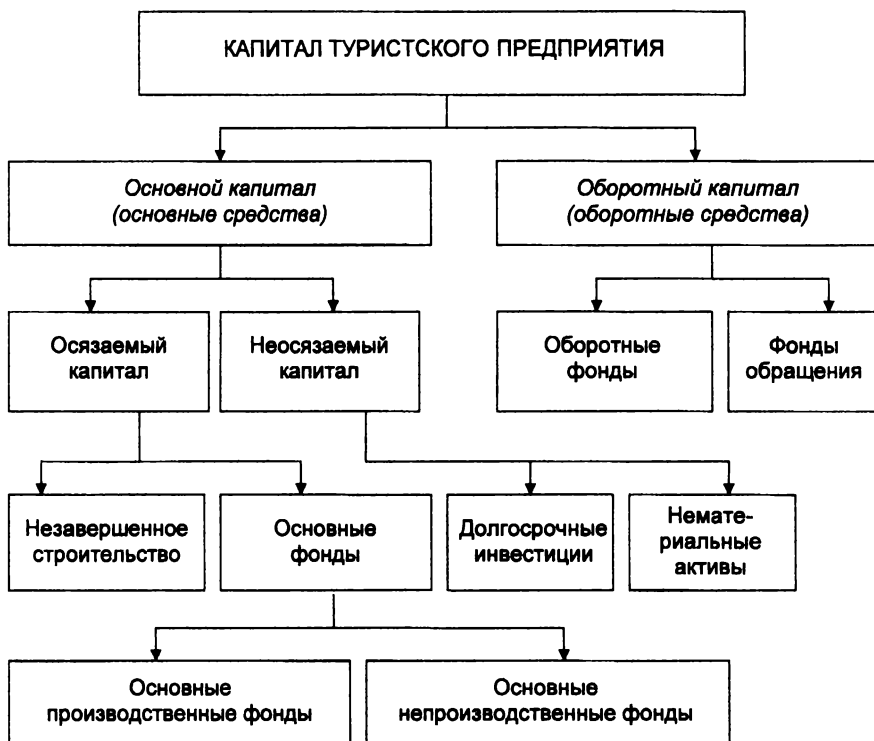 КАПИТАЛ ТУРИСТСКОГО ПРЕДПРИЯТИЯ
Основной капитал
(основные средства)
Оборотный капитал
(оборотные средства)
Осязаемый
капитал
Неосязаемый
капитал
Оборотные
фонды
Фонды
обращения
Незавершенное
строительство
Основные
фонды
Долгосрочные
инвестиции
Немате-
риальные
активы
Основные
производственные фонды
Основные
непроизводственные фонды